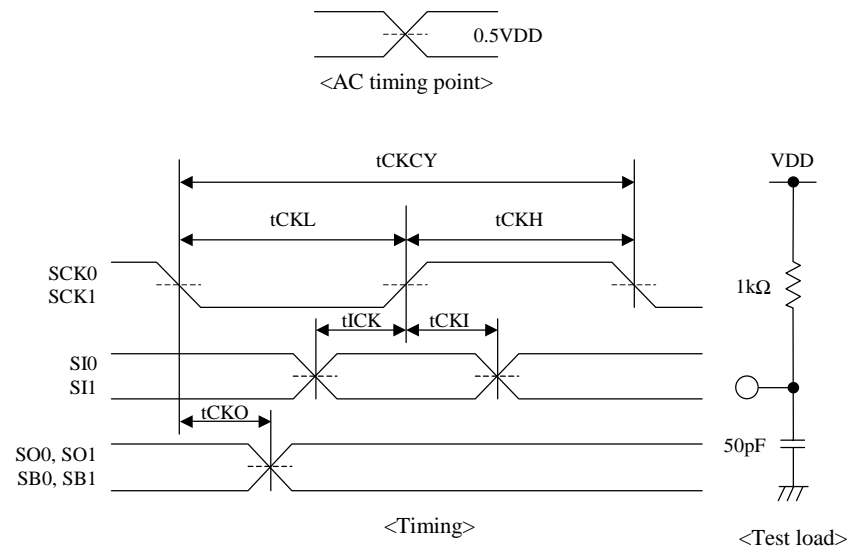 0.5VDD
<AC timing point>
tCKCY
VDD
tCKL
tCKH
SCK0
SCK1
1kΩ
tICK
tCKI
SI0
SI1
tCKO
SO0, SO1
SB0, SB1
50pF
<Timing>
<Test load>